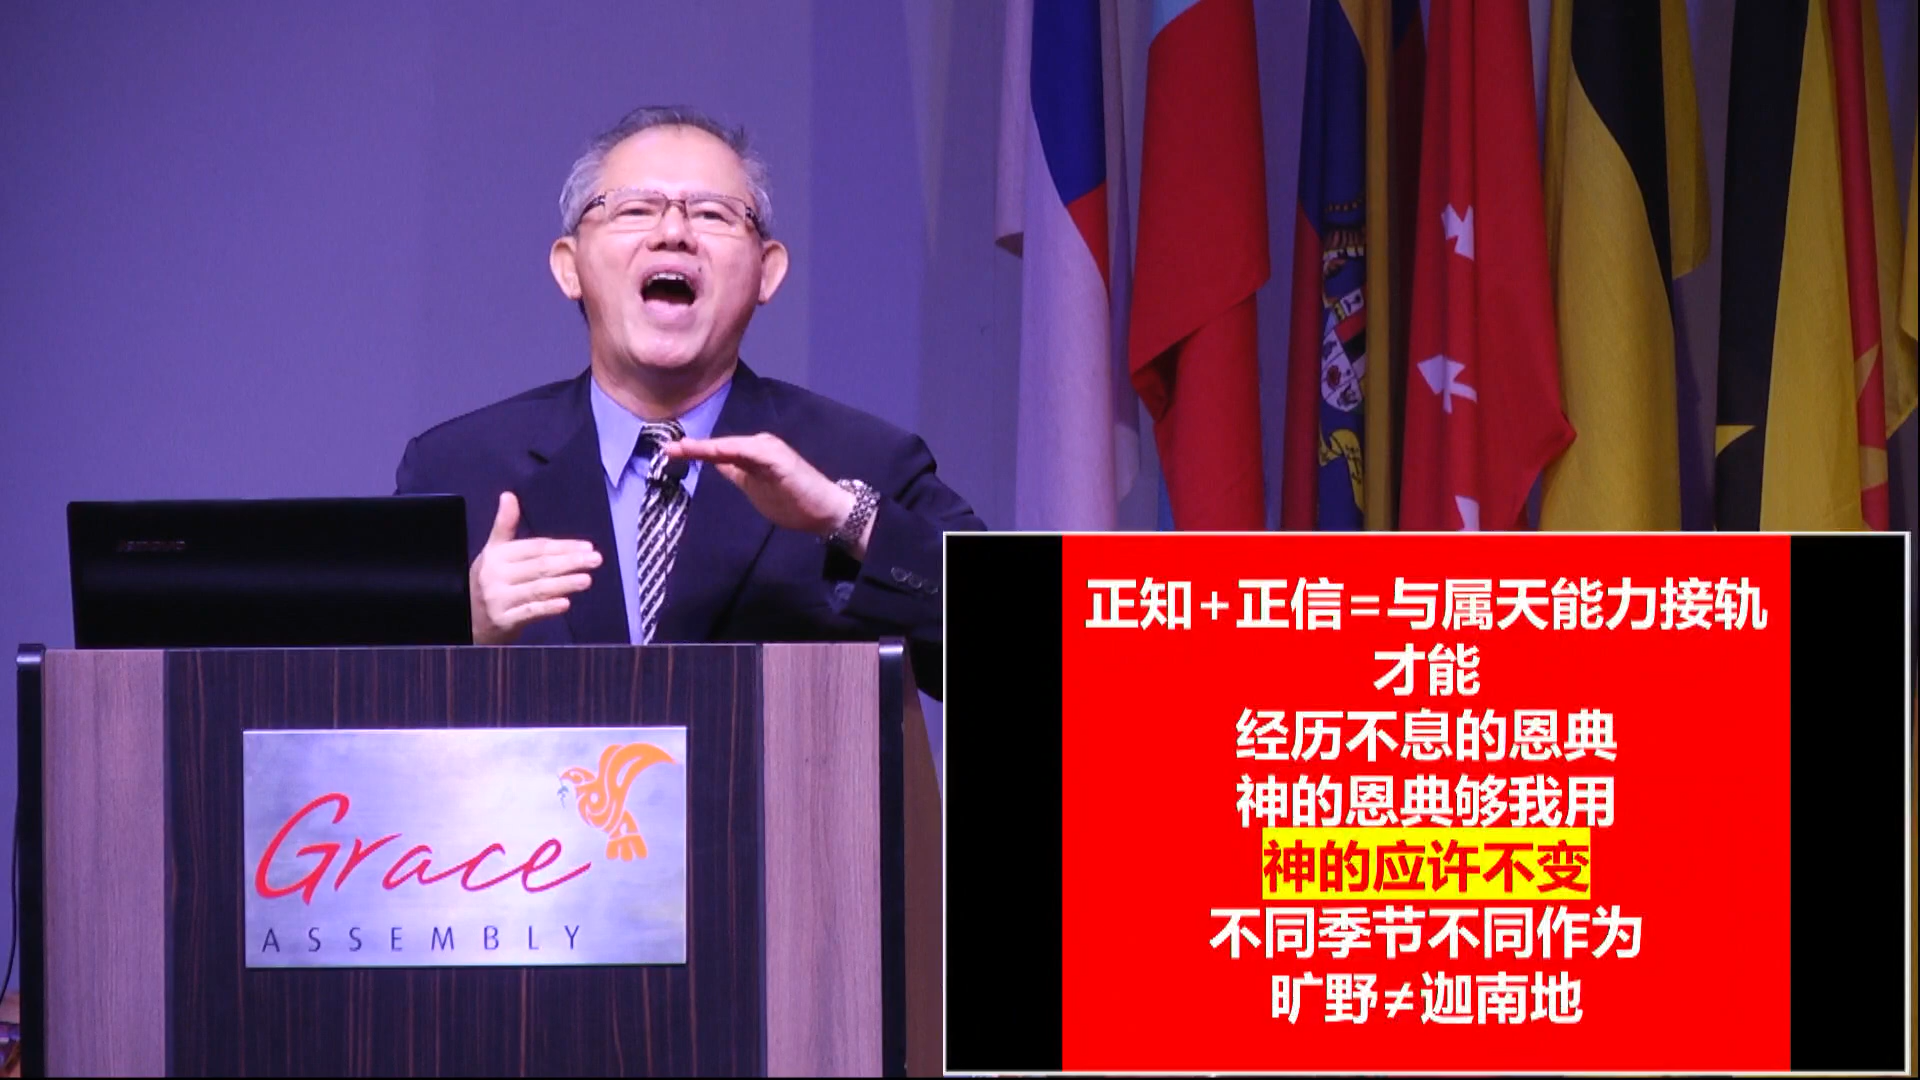 正知+正信=与属天能力接轨
才能
经历不息的恩典
神的恩典够我用
神的应许不变
不同季节不同作为
旷野≠迦南地
Grace
ASSEMBLY
lenovo